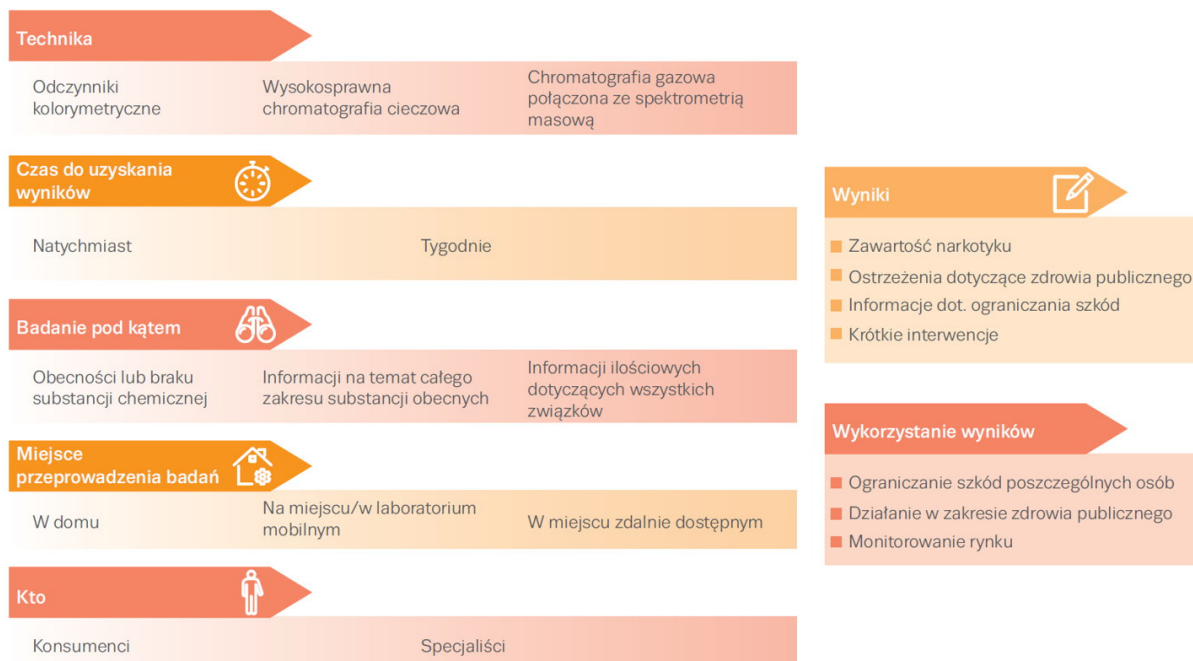 Technika
Odczynniki
kolorymetryczne
Wysokosprawna
chromatografia cieczowa
Chromatografia gazowa
połączona ze spektrometrią
masową
Czas do uzyskania
wyników
Natychmiast
Tygodnie
Badanie pod kątem
Obecności lub braku
substancji chemicznej
Informacji na temat całego
zakresu substancji obecnych
Informacji ilościowych
dotyczących wszystkich
związków
Miejsce
przeprowadzenia badań
W domu
Na miejscu/w laboratorium
mobilnym
W miejscu zdalnie dostępnym
Kto
Konsumenci
Specjaliści
Wyniki
Zawartość narkotyku
Ostrzeżenia dotyczące zdrowia publicznego
Informacje dot. ograniczania szkód
Krótkie interwencje
Wykorzystanie wyników
Ograniczanie szkód poszczególnych osób
Działanie w zakresie zdrowia publicznego
Monitorowanie rynku